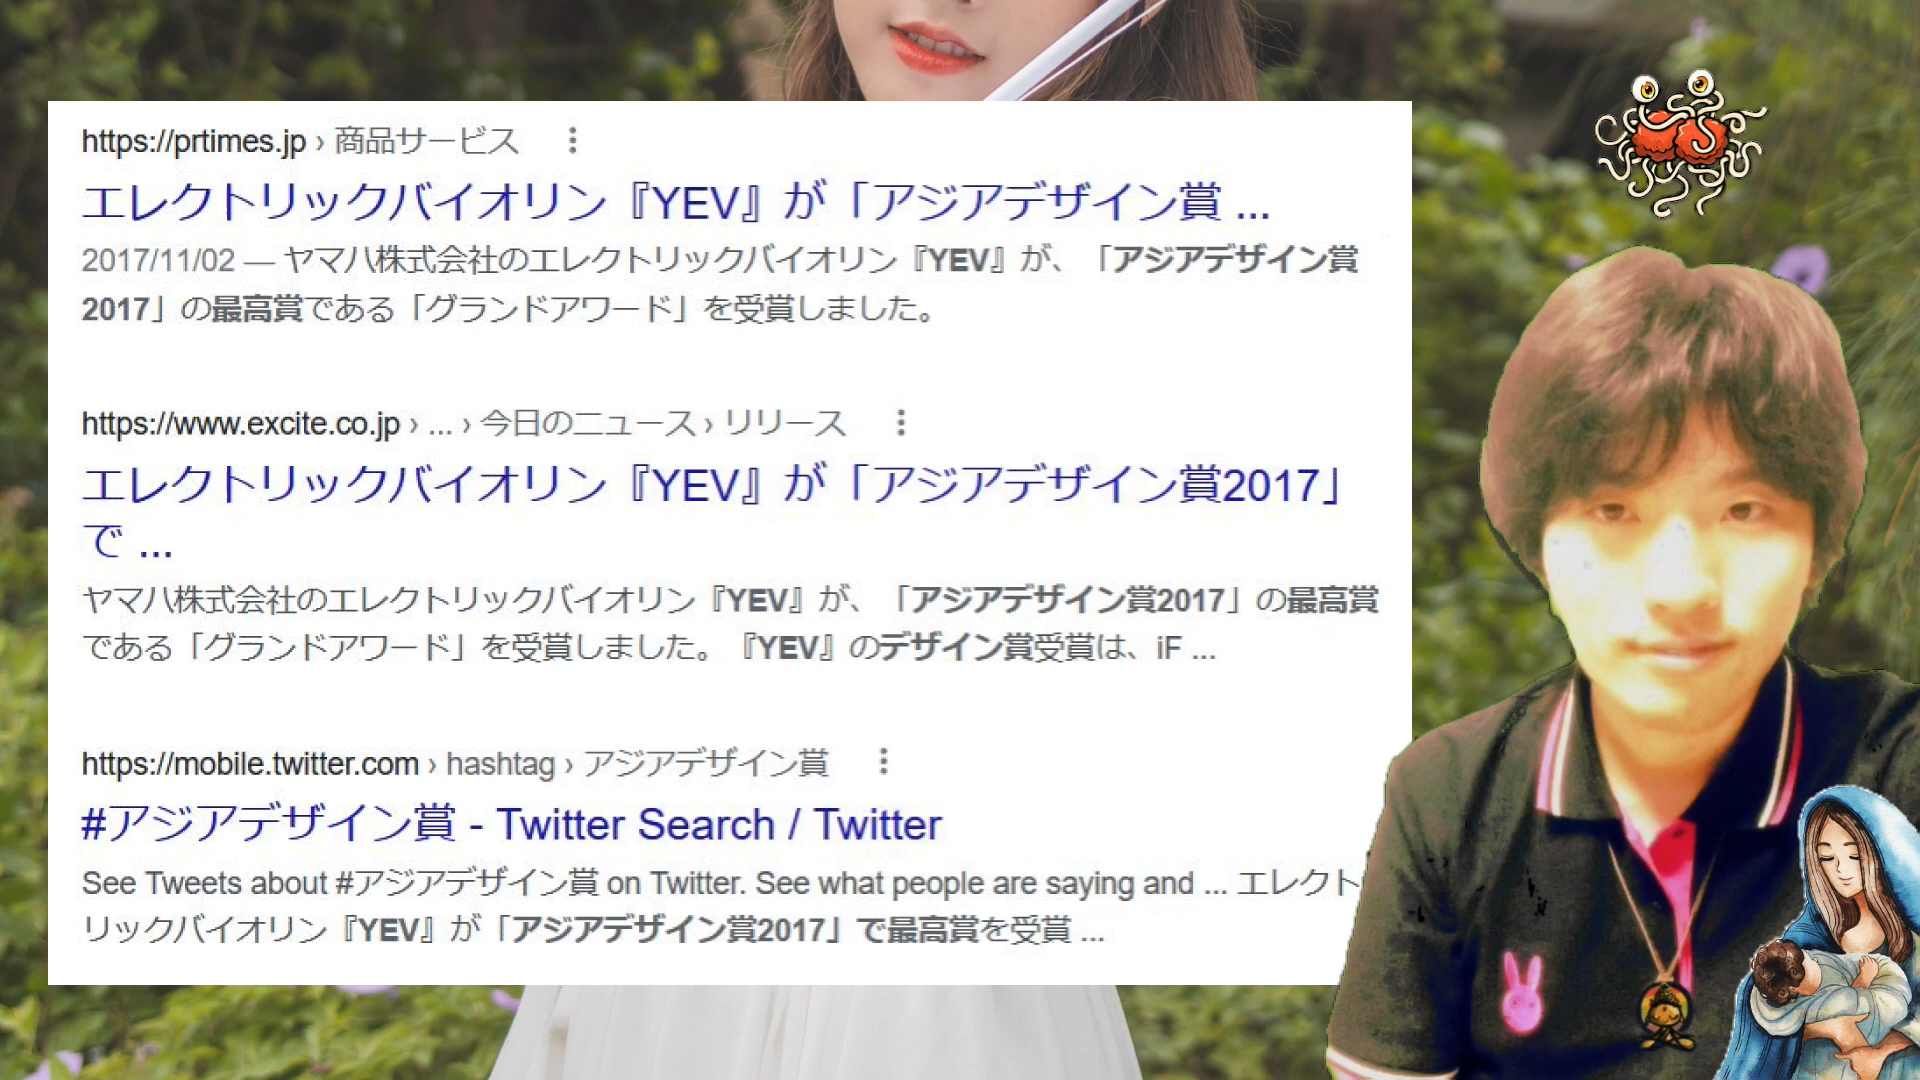 https://prtimes.jp › 商品サービス
エレクトリックバイオリン『YEV』が「アジアデザイン賞 ...
2017/11/02 — ヤマハ株式会社のエレクトリックバイオリン『YEV』が、「アジアデザイン賞
2017」の最高賞である「グランドアワード」を受賞しました。
https://www.excite.co.jp › ... › 今日のニュース › リリース
エレクトリックバイオリン『YEV』が「アジアデザイン賞2017」
で ...
ヤマハ株式会社のエレクトリックバイオリン『YEV』が、「アジアデザイン賞2017」の最高賞
である「グランドアワード」を受賞しました。『YEV』のデザイン賞受賞は、iF ...
https://mobile.twitter.com › hashtag › アジアデザイン賞
#アジアデザイン賞 - Twitter Search / Twitter
See Tweets about #アジアデザイン賞 on Twitter. See what people are saying and ... エレクト
リックバイオリン『YEV』が「アジアデザイン賞2017」で最高賞を受賞 ...